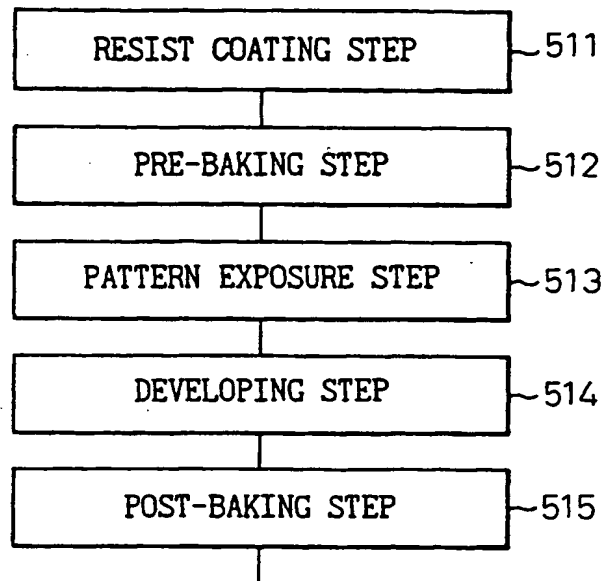 RESIST COATING STEP 511
PRE-BAKING STEP 512
PATTERN EXPOSURE STEP 513
DEVELOPING STEP 514
POST-BAKING STEP 515